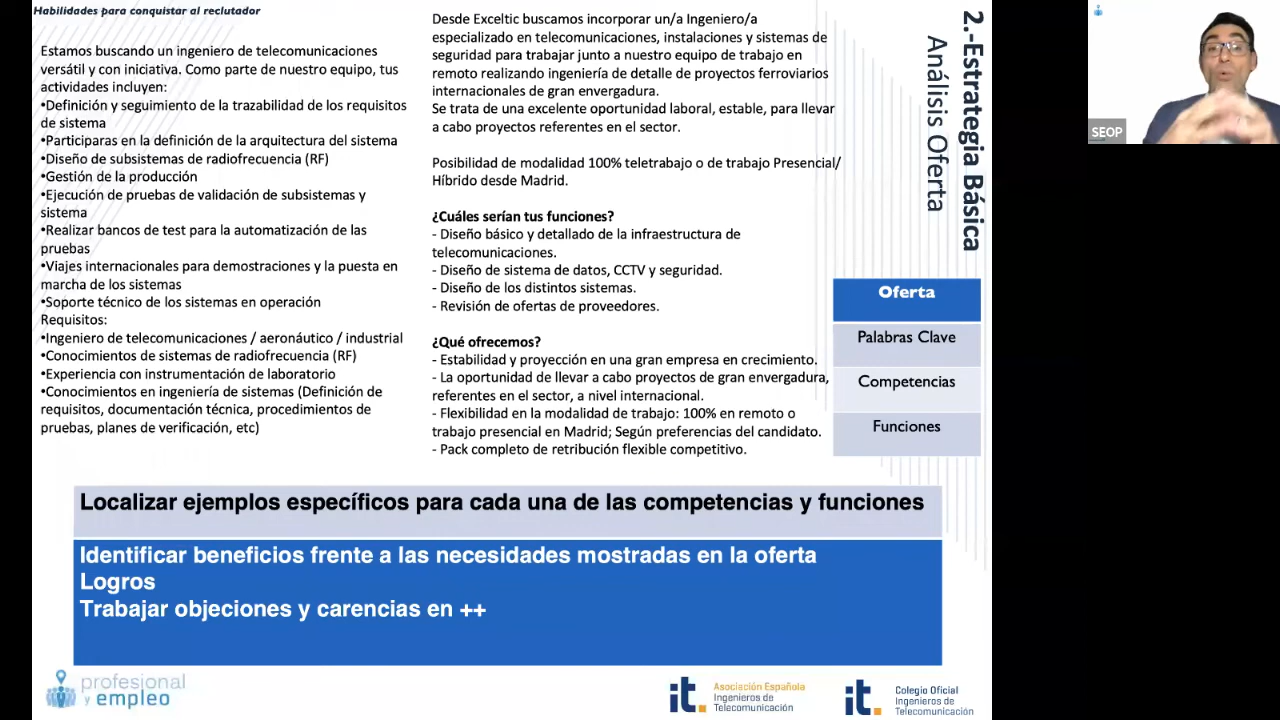 Habilidades para conquistar al reclutador
Estamos buscando un ingeniero de telecomunicaciones
versátil y con iniciativa. Como parte de nuestro equipo, tus
actividades incluyen:
•Definición y seguimiento de la trazabilidad de los requisitos
de sistema
•Participaras en la definición de la arquitectura del sistema
•Diseño de subsistemas de radiofrecuencia (RF)
•Gestión de la producción
•Ejecución de pruebas de validación de subsistemas y
sistema
•Realizar bancos de test para la automatización de las
pruebas
•Viajes internacionales para demostraciones y la puesta en
marcha de los sistemas
•Soporte técnico de los sistemas en operación
Requisitos:
•Ingeniero de telecomunicaciones / aeronáutico / industrial
•Conocimientos de sistemas de radiofrecuencia (RF)
•Experiencia con instrumentación de laboratorio
•Conocimientos en ingeniería de sistemas (Definición de
requisitos, documentación técnica, procedimientos de
pruebas, planes de verificación, etc)
Desde Exceltic buscamos incorporar un/a Ingeniero/a
especializado en telecomunicaciones, instalaciones y sistemas de
seguridad para trabajar junto a nuestro equipo de trabajo en
remoto realizando ingeniería de detalle de proyectos ferroviarios
internacionales de gran envergadura.
Se trata de una excelente oportunidad laboral, estable, para llevar
a cabo proyectos referentes en el sector.
Posibilidad de modalidad 100% teletrabajo o de trabajo Presencial/
Híbrido desde Madrid.
¿Cuáles serían tus funciones?
- Diseño básico y detallado de la infraestructura de
telecomunicaciones.
- Diseño de sistema de datos, CCTV y seguridad.
- Diseño de los distintos sistemas.
- Revisión de ofertas de proveedores.
¿Qué ofrecemos?
- Estabilidad y proyección en una gran empresa en crecimiento.
- La oportunidad de llevar a cabo proyectos de gran envergadura,
referentes en el sector, a nivel internacional.
- Flexibilidad en la modalidad de trabajo: 100% en remoto o
trabajo presencial en Madrid; Según preferencias del candidato.
- Pack completo de retribución flexible competitivo.
2.-Estrategia Básica
Análisis Oferta
Oferta
Palabras Clave
Competencias
Funciones
Localizar ejemplos específicos para cada una de las competencias y funciones
Identificar beneficios frente a las necesidades mostradas en la oferta
Logros
Trabajar objeciones y carencias en ++
profesional
y empleo
it.
Asociación Española
Ingenieros de
Telecomunicación
it.
Colegio Oficial
Ingenieros de
Telecomunicación
SEOP